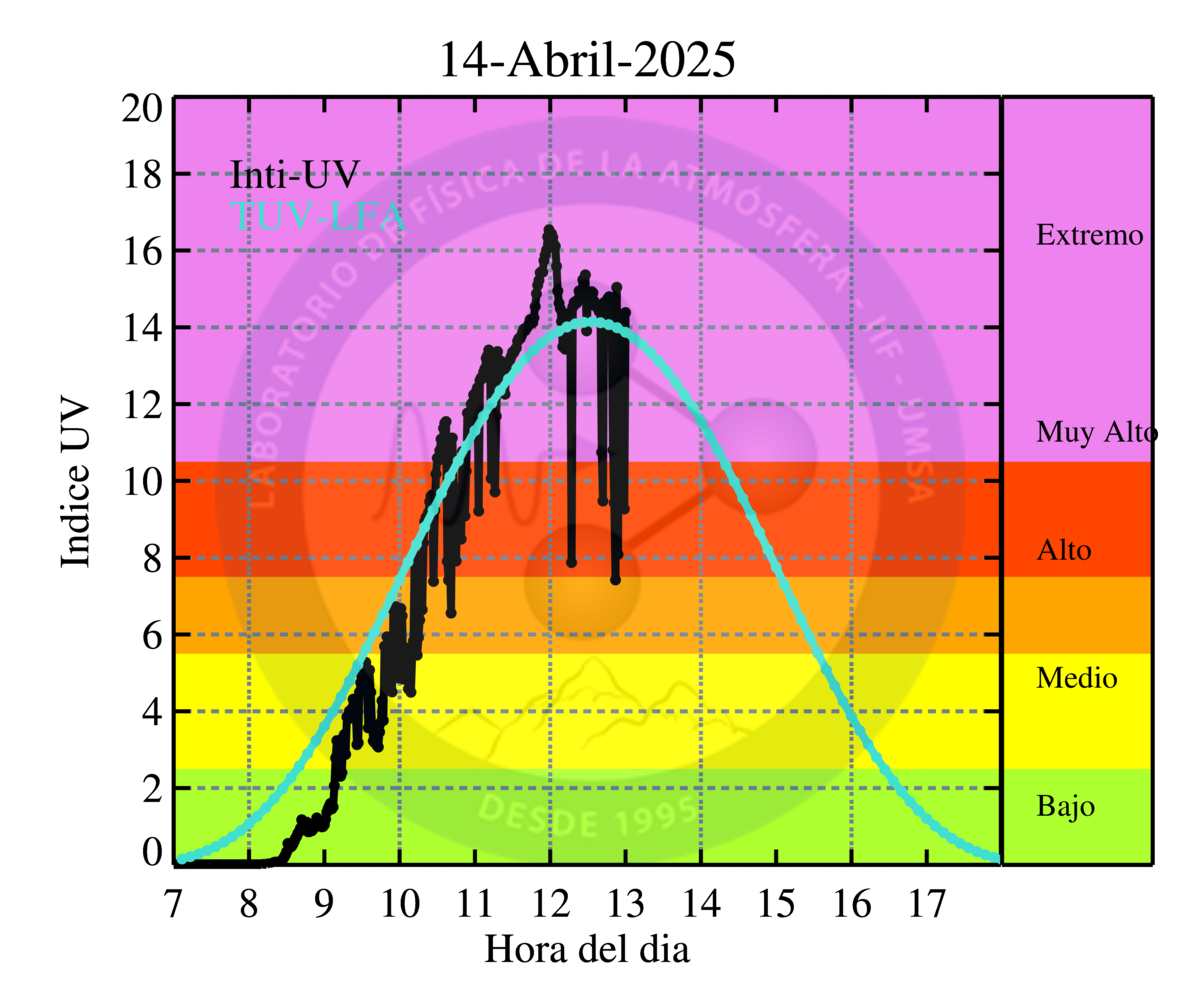 14-Abril-2025
20
18
16
14
12
10
8
6
4
2
0
Indice UV
Inti-UV
TUV-LFA
LABORATORIO DE FÍSICA DE LA ATMÓSFERA - IIF - UMSA
DESDE 1995
Extremo
Muy Alto
Alto
Medio
Bajo
7 8 9 10 11 12 13 14 15 16 17
Hora del dia